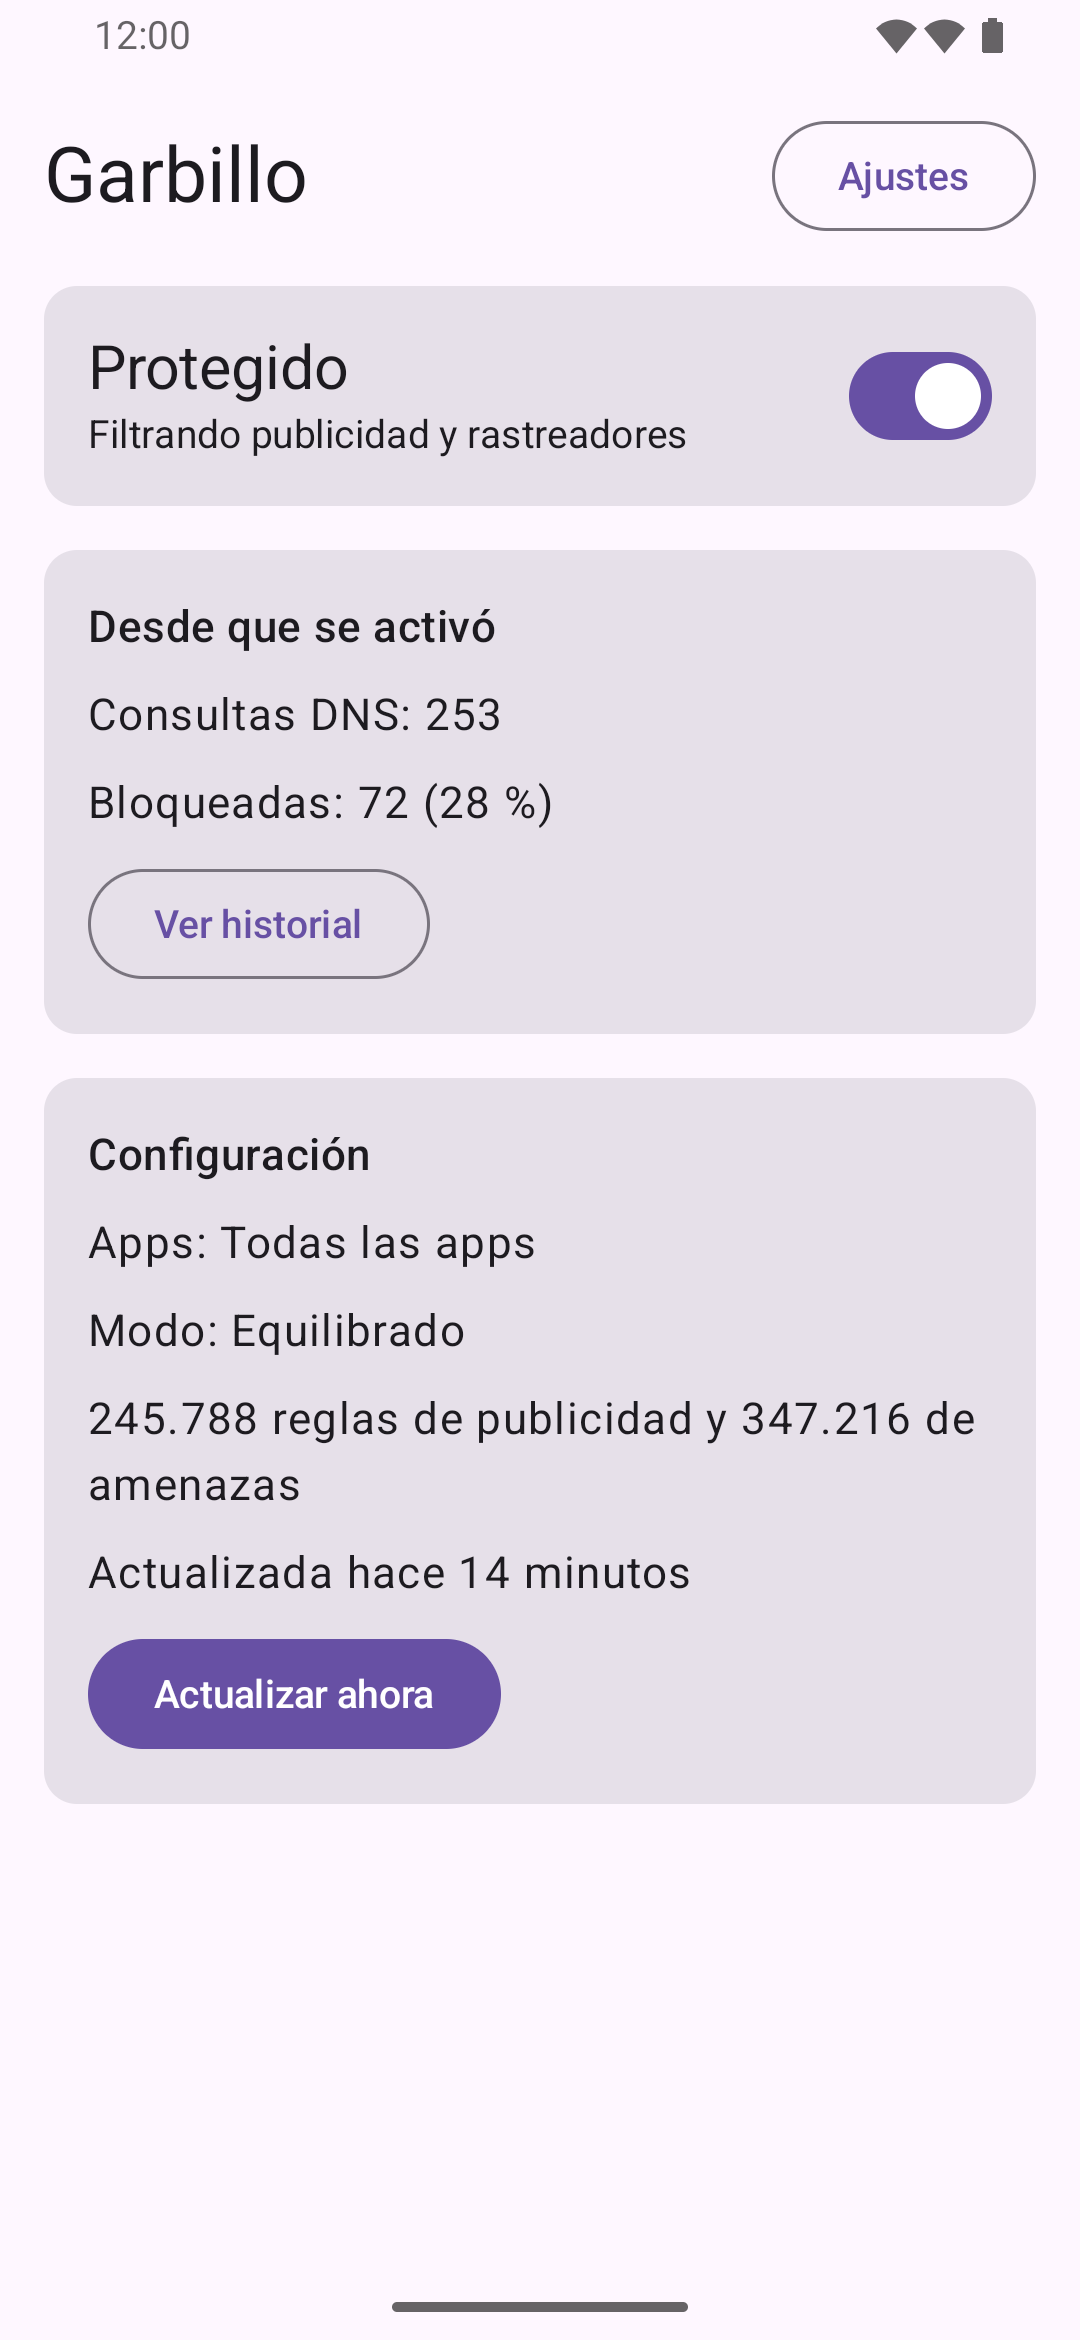 12:00
Garbillo
Ajustes
Protegido
Filtrando publicidad y rastreadores
Desde que se activó
Consultas DNS: 253
Bloqueadas: 72 (28 %)
Ver historial
Configuración
Apps: Todas las apps
Modo: Equilibrado
245.788 reglas de publicidad y 347.216 de
amenazas
Actualizada hace 14 minutos
Actualizar ahora